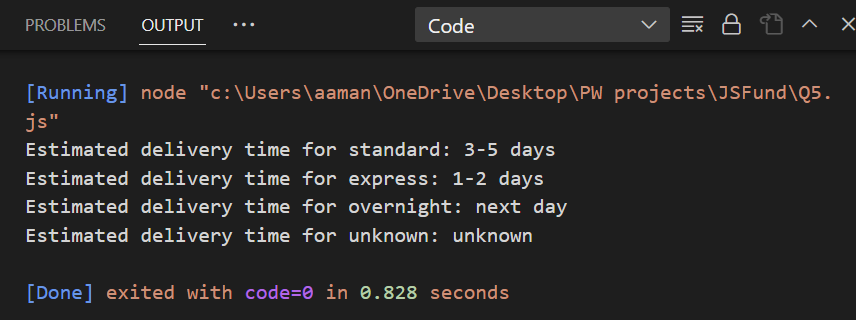 PROBLEMS OUTPUT ··· Code
[Running] node "c:\Users\aaman\OneDrive\Desktop\PW projects\JSFund\Q5.
js"
Estimated delivery time for standard: 3-5 days
Estimated delivery time for express: 1-2 days
Estimated delivery time for overnight: next day
Estimated delivery time for unknown: unknown
[Done] exited with code=0 in 0.828 seconds